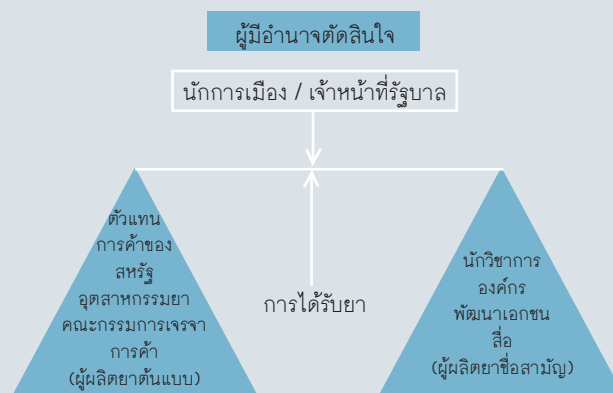 ผู้มีอำนาจตัดสินใจ
นักการเมือง / เจ้าหน้าที่รัฐบาล
ตัวแทน
การค้าของ
สหรัฐ
อุตสาหกรรมยา
คณะกรรมการเจรจา
การค้า
(ผู้ผลิตยาต้นแบบ)
การได้รับยา
นักวิชาการ
องค์กร
พัฒนาเอกชน
สื่อ
(ผู้ผลิตยาชื่อสามัญ)